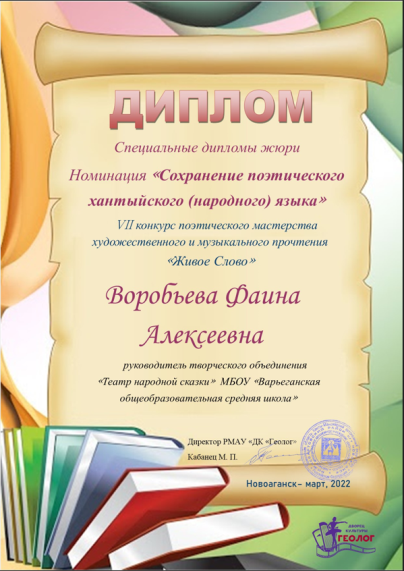 ДИПЛОМ
Специальные дипломы жюри
Номинация «Сохранение поэтического
хантыйского (народного) языка»
VII конкурс поэтического мастерства
художественного и музыкального прочтения
«Живое Слово»
Воробьева Фаина
Алексеевна
руководитель творческого объединения
«Театр народной сказки» МБОУ «Варьеганская
общеобразовательная средняя школа»
Директор РМАУ «ДК «Геолог»
Кабанец М. П.
Новоаганск– март, 2022
ДВОРЕЦ
КУЛЬТУРЫ
ГЕОЛОГ